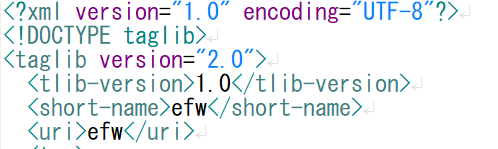 <?xml version="1.0" encoding="UTF-8"?>
<!DOCTYPE taglib>
<taglib version="2.0">
<tlib-version>1.0</tlib-version>
<short-name>efw</short-name>
<uri>efw</uri>